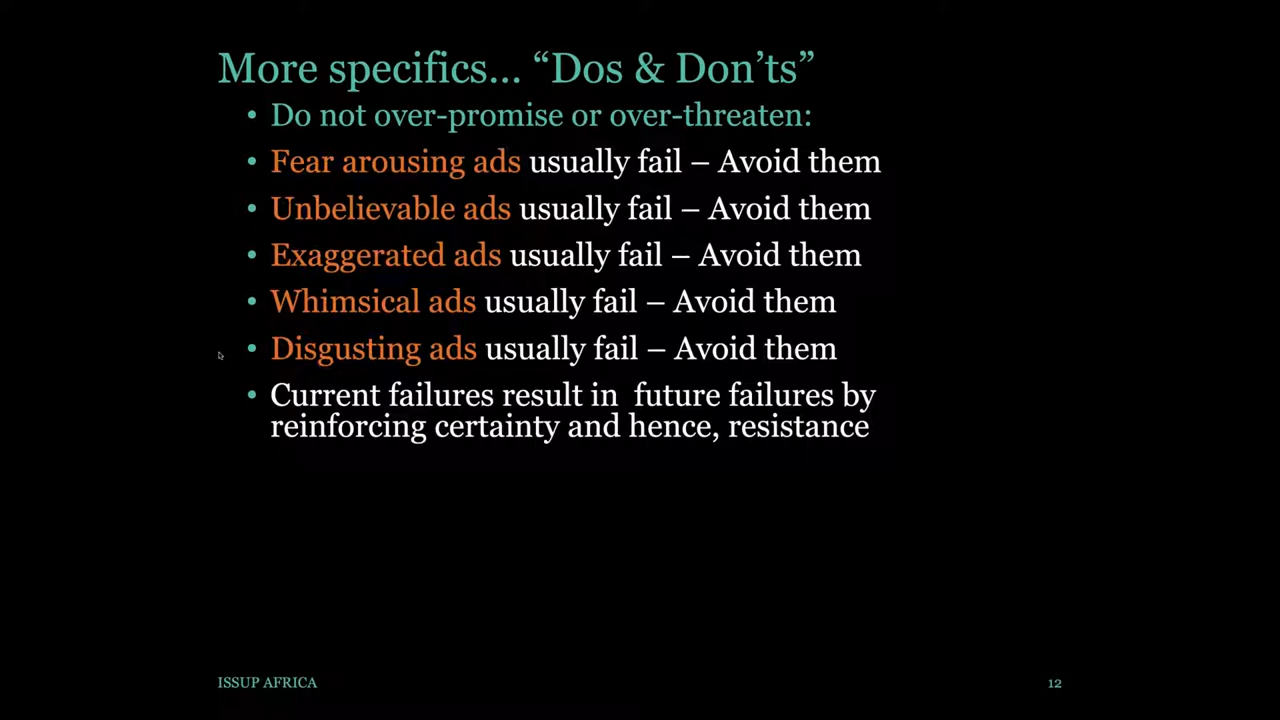 More specifics... “Dos & Don’ts”
• Do not over-promise or over-threaten:
• Fear arousing ads usually fail – Avoid them
• Unbelievable ads usually fail – Avoid them
• Exaggerated ads usually fail – Avoid them
• Whimsical ads usually fail – Avoid them
• Disgusting ads usually fail – Avoid them
• Current failures result in  future failures by
reinforcing certainty and hence, resistance
ISSUP AFRICA
12